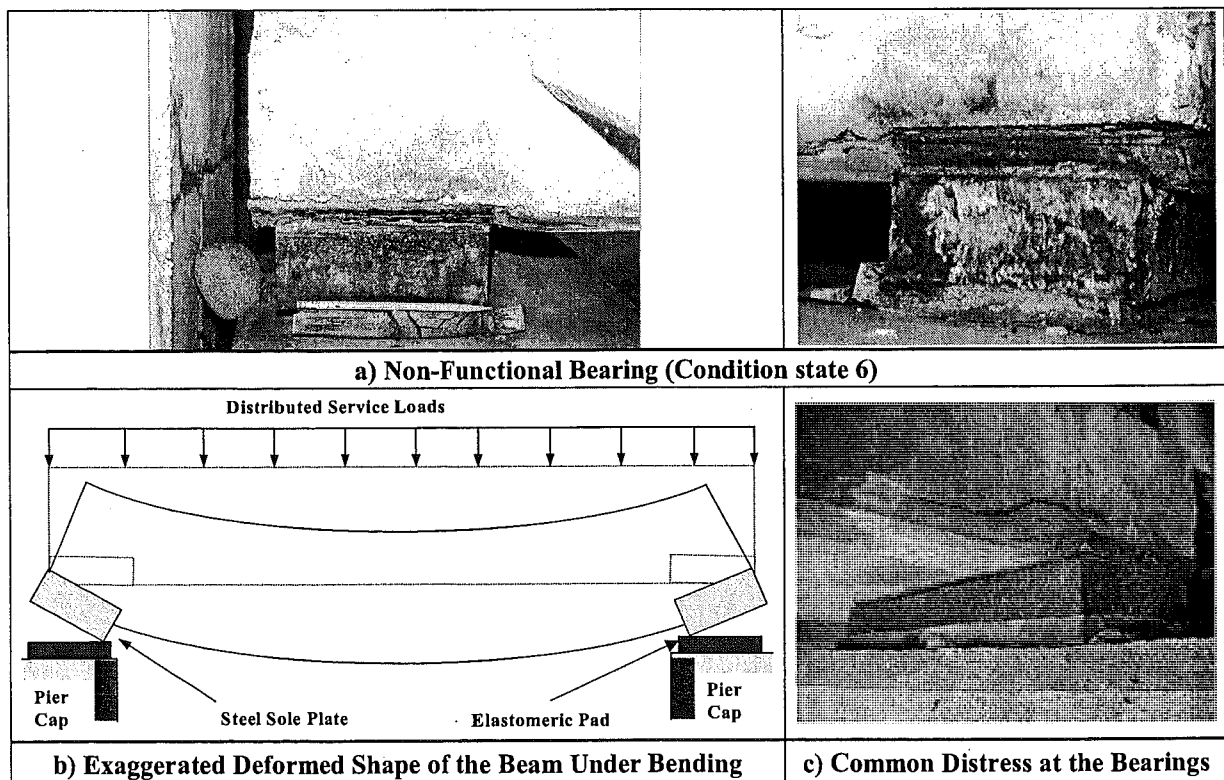 a) Non-Functional Bearing (Condition state 6)
Distributed Service Loads
Pier
Cap
Steel Sole Plate
Elastomeric Pad
Pier
Cap
b) Exaggerated Deformed Shape of the Beam Under Bending
c) Common Distress at the Bearings